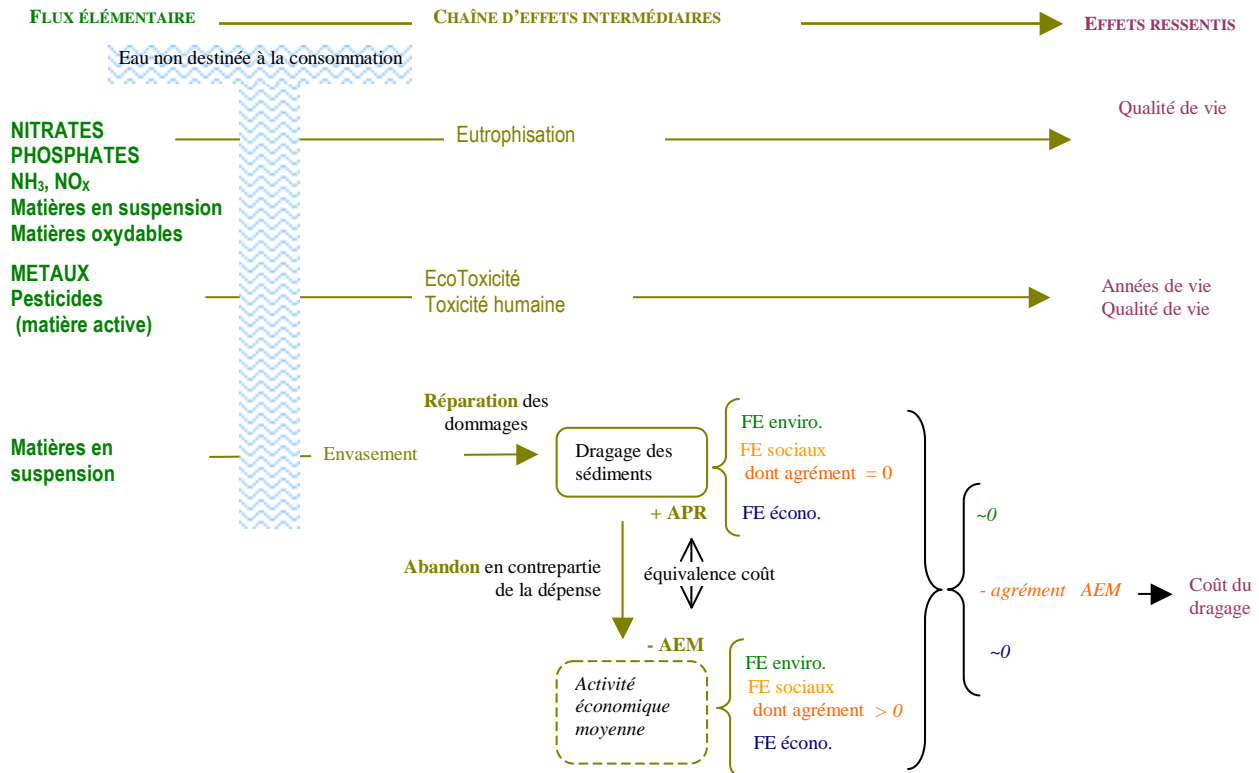 FLUX ÉLÉMENTAIRE
CHAÎNE D'EFFETS INTERMÉDIAIRES
EFFETS RESSENTIS
Eau non destinée à la consommation
NITRATES
PHOSPHATES
NH3, NOX
Matières en suspension
Matières oxydables
Eutrophisation
Qualité de vie
METAUX
Pesticides
(matière active)
EcoToxicité
Toxicité humaine
Années de vie
Qualité de vie
Matières en
suspension
Envasement
Réparation des
dommages
Dragage des
sédiments
FE enviro.
FE sociaux
dont agrément = 0
FE écono.
+ APR
Abandon en contrepartie
de la dépense
équivalence coût
- AEM
Activité
économique
moyenne
FE enviro.
FE sociaux
dont agrément > 0
FE écono.
~0
- agrément AEM
~0
Coût du
dragage